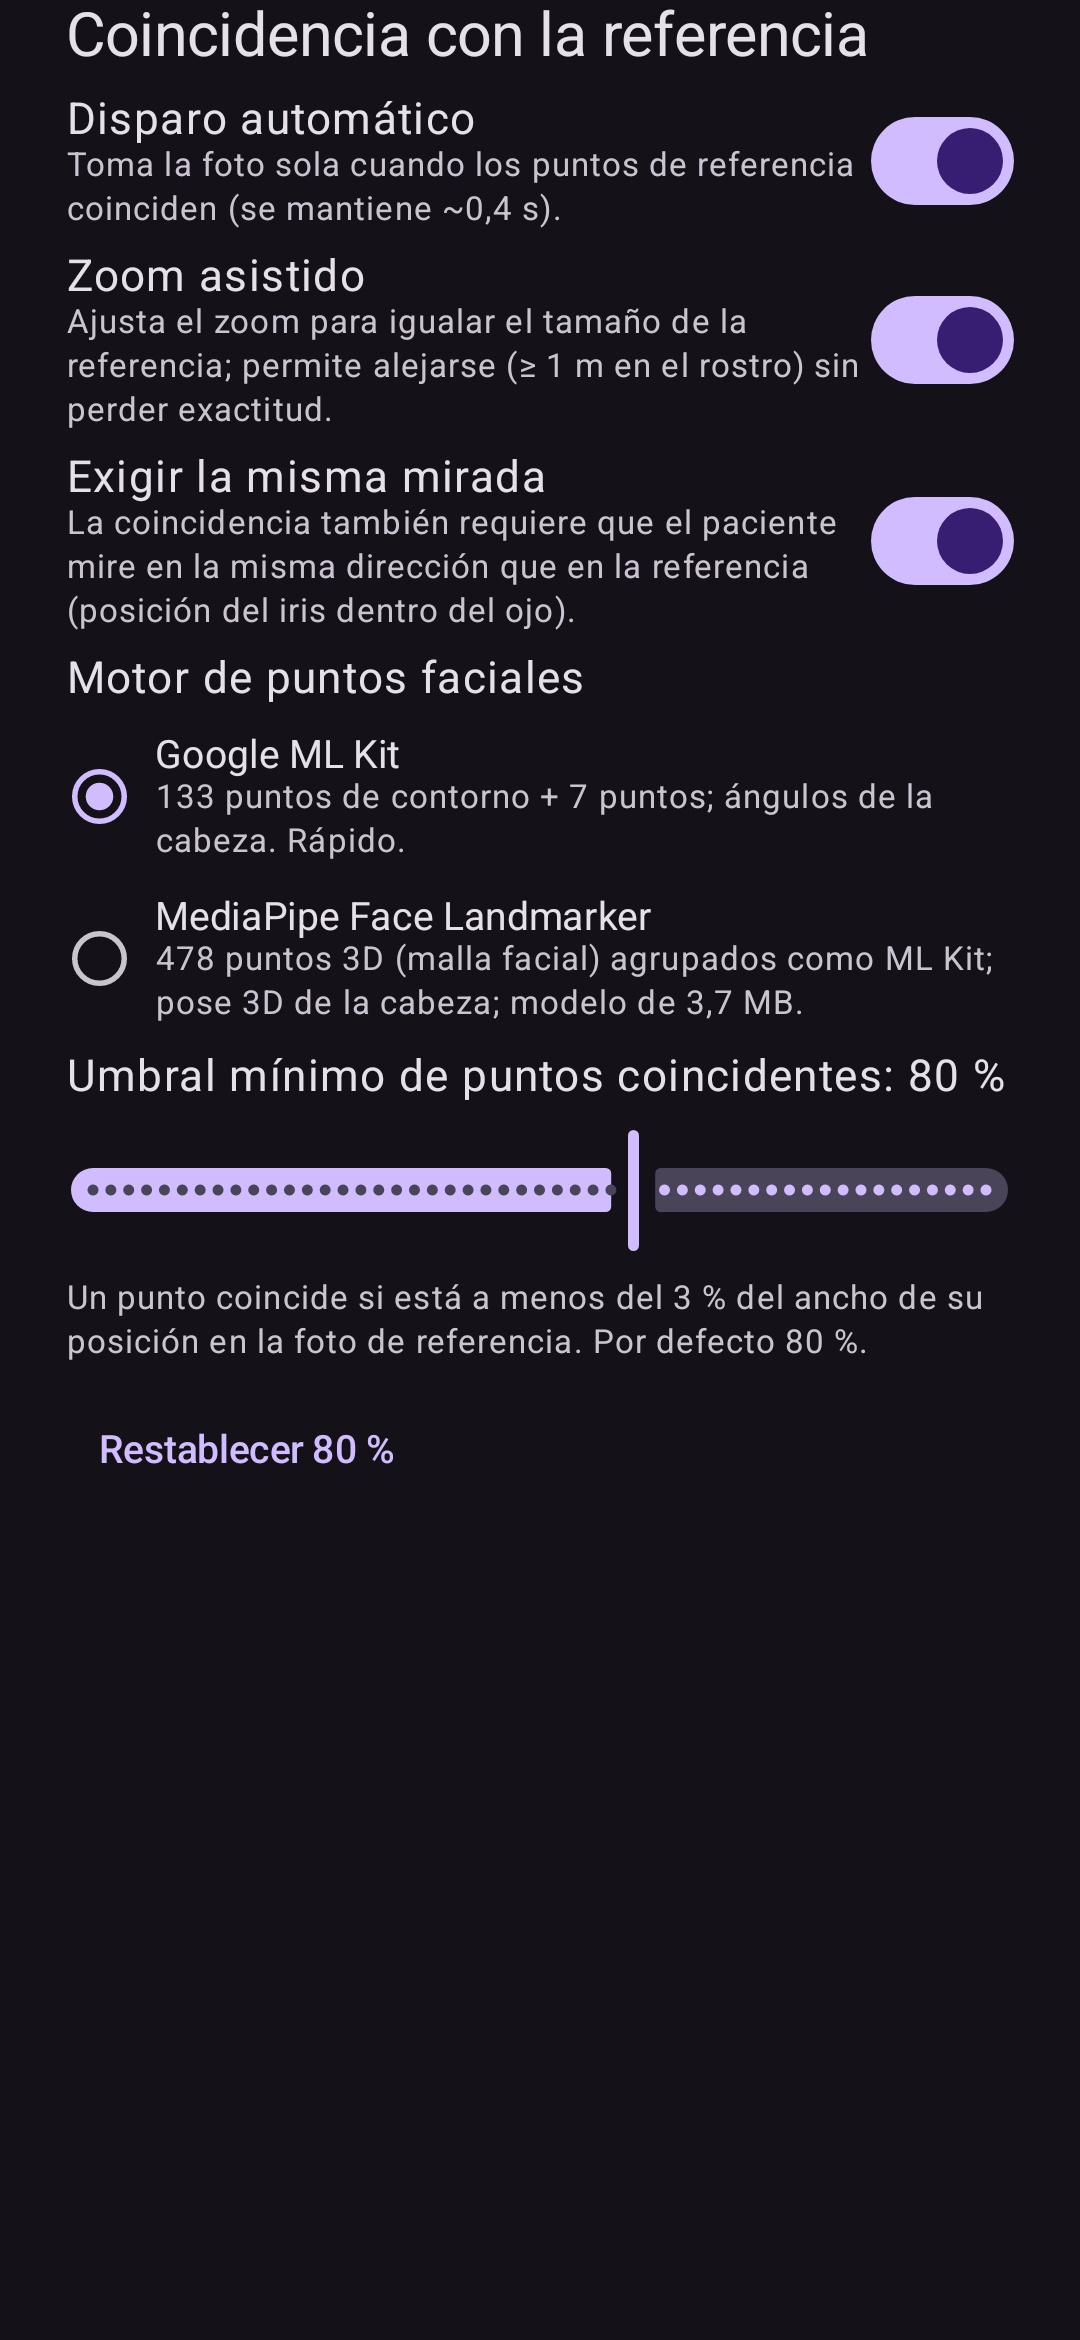 Coincidencia con la referencia
Disparo automático
Toma la foto sola cuando los puntos de referencia
coinciden (se mantiene ~0,4 s).
Zoom asistido
Ajusta el zoom para igualar el tamaño de la
referencia; permite alejarse (≥ 1 m en el rostro) sin
perder exactitud.
Exigir la misma mirada
La coincidencia también requiere que el paciente
mire en la misma dirección que en la referencia
(posición del iris dentro del ojo).
Motor de puntos faciales
Google ML Kit
133 puntos de contorno + 7 puntos; ángulos de la
cabeza. Rápido.
MediaPipe Face Landmarker
478 puntos 3D (malla facial) agrupados como ML Kit;
pose 3D de la cabeza; modelo de 3,7 MB.
Umbral mínimo de puntos coincidentes: 80 %
Un punto coincide si está a menos del 3 % del ancho de su
posición en la foto de referencia. Por defecto 80 %.
Restablecer 80 %